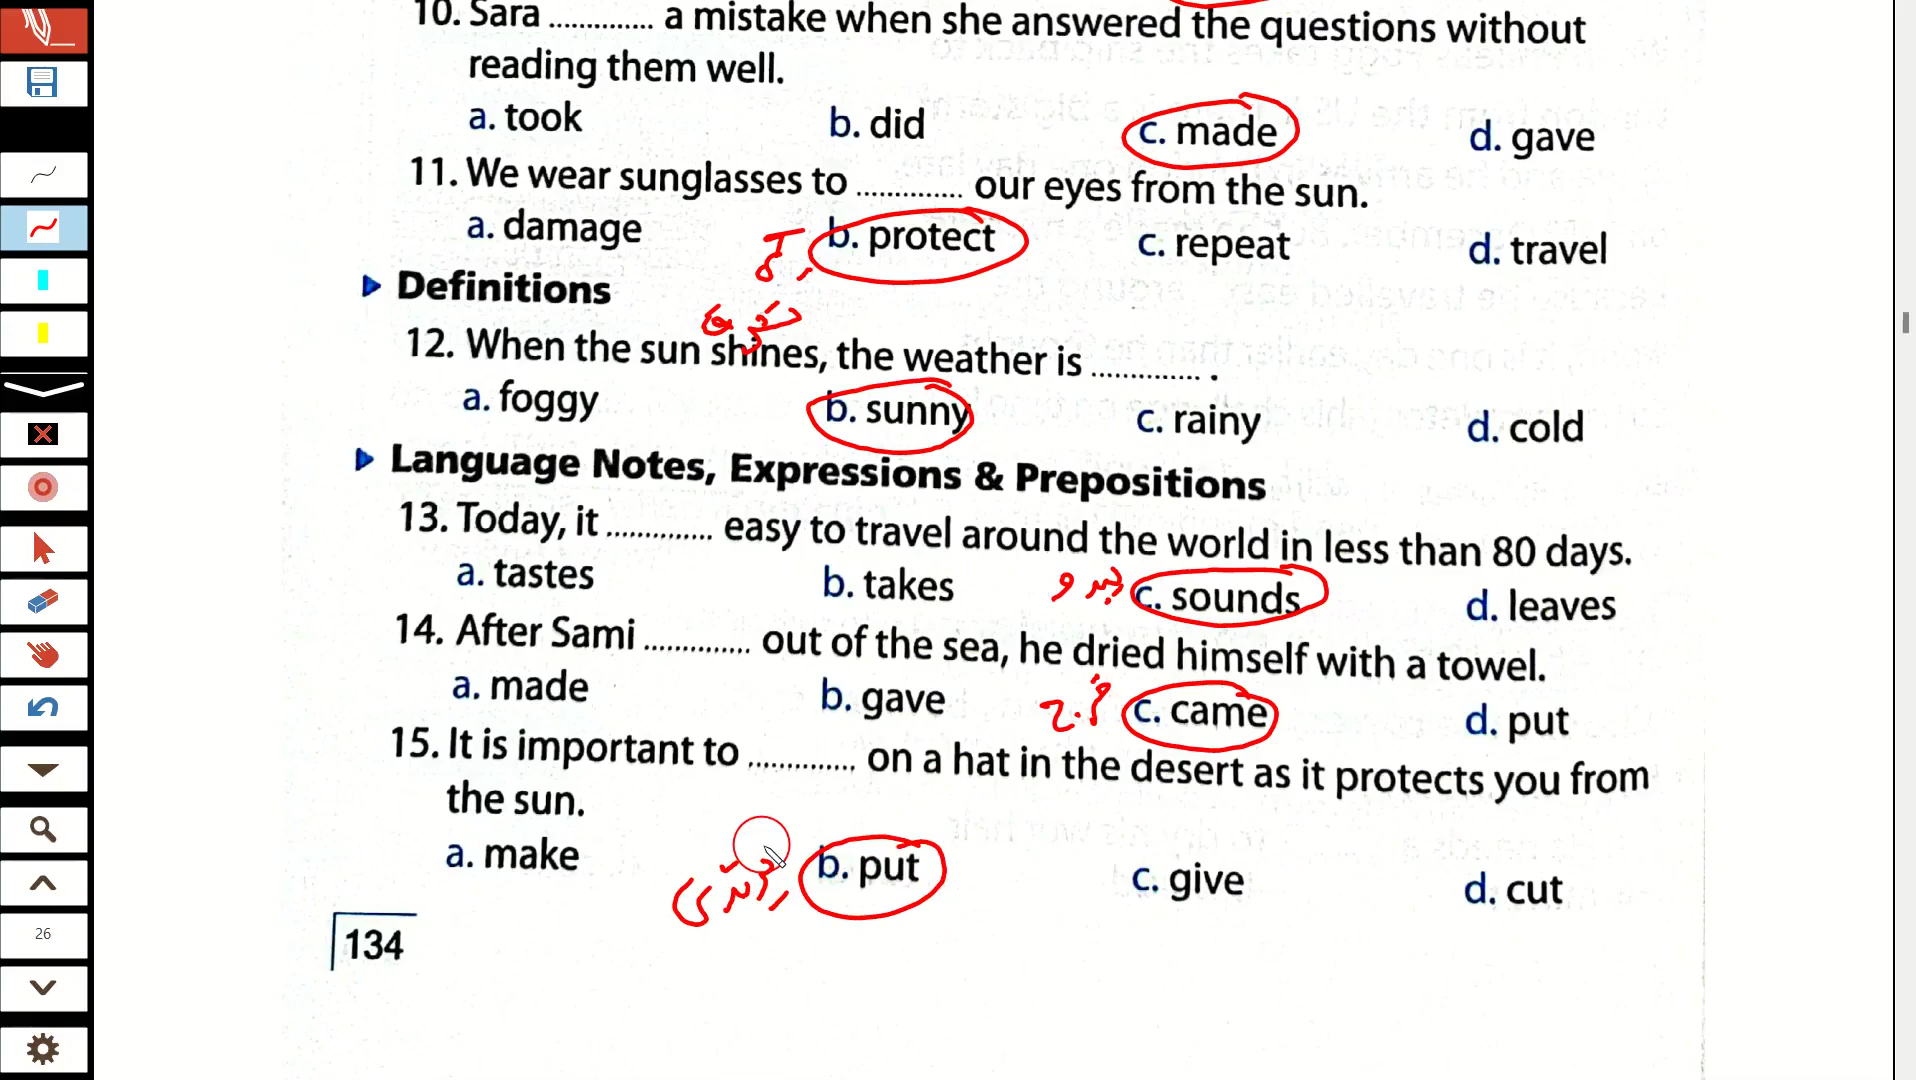 10. Sara .............. a mistake when she answered the questions without
reading them well.
a. took b. did c. made d. gave
11. We wear sunglasses to .............. our eyes from the sun.
a. damage b. protect c. repeat d. travel
Definitions
12. When the sun shines, the weather is .............. .
a. foggy b. sunny c. rainy d. cold
Language Notes, Expressions & Prepositions
13. Today, it .............. easy to travel around the world in less than 80 days.
a. tastes b. takes c. sounds d. leaves
14. After Sami .............. out of the sea, he dried himself with a towel.
a. made b. gave c. came d. put
15. It is important to .............. on a hat in the desert as it protects you from
the sun.
a. make b. put c. give d. cut
134
26